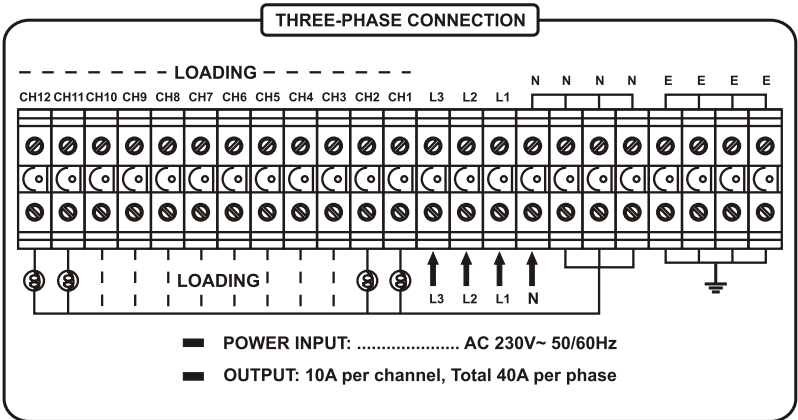 THREE-PHASE CONNECTION
LOADING
N N N N E E E E
CH12 CH11 CH10 CH9 CH8 CH7 CH6 CH5 CH4 CH3 CH2 CH1 L3 L2 L1
LOADING
L3 L2 L1 N
POWER INPUT: ..................... AC 230V~ 50/60Hz
OUTPUT: 10A per channel, Total 40A per phase